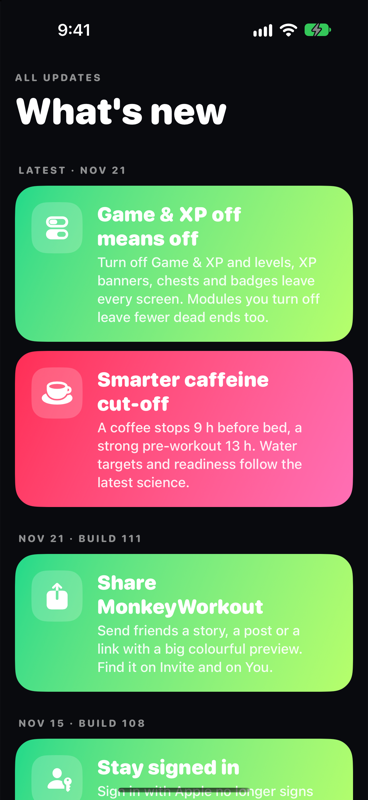 9:41
ALL UPDATES
What's new
LATEST · NOV 21
Game & XP off
means off
Turn off Game & XP and levels, XP
banners, chests and badges leave
every screen. Modules you turn off
leave fewer dead ends too.
Smarter caffeine
cut-off
A coffee stops 9 h before bed, a
strong pre-workout 13 h. Water
targets and readiness follow the
latest science.
NOV 21 · BUILD 111
Share
MonkeyWorkout
Send friends a story, a post or a
link with a big colourful preview.
Find it on Invite and on You.
NOV 15 · BUILD 108
Stay signed in
Sign in with Apple no longer signs